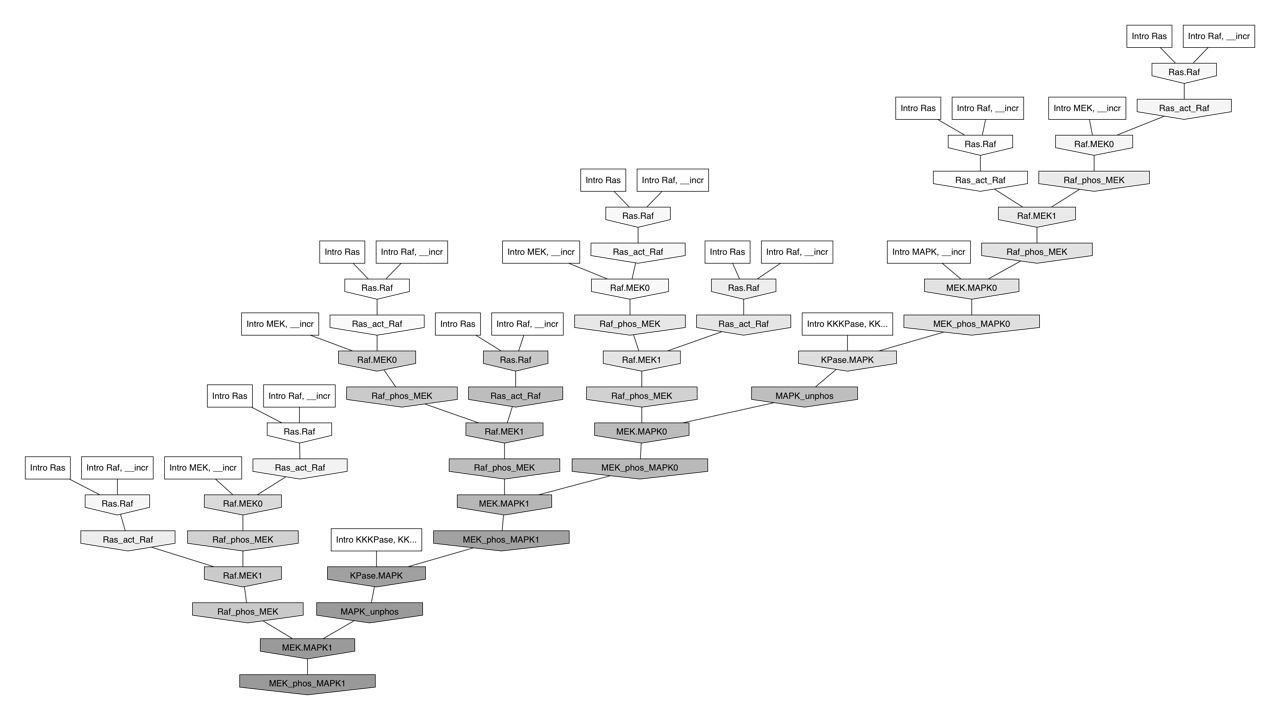 Intro Ras
Intro Raf, __incr
Ras.Raf
Intro Ras
Intro Raf, __incr
Intro MEK, __incr
Ras_act_Raf
Ras.Raf
Raf.MEK0
Intro Ras
Intro Raf, __incr
Ras_act_Raf
Raf_phos_MEK
Ras.Raf
Raf.MEK1
Intro Ras
Intro Raf, __incr
Intro MEK, __incr
Ras_act_Raf
Intro Ras
Intro Raf, __incr
Intro MAPK, __incr
Raf_phos_MEK
Ras.Raf
Raf.MEK0
Ras.Raf
MEK.MAPK0
Intro MEK, __incr
Ras_act_Raf
Intro Ras
Intro Raf, __incr
Raf_phos_MEK
Ras_act_Raf
Intro KKKPase, KK...
MEK_phos_MAPK0
Raf.MEK0
Ras.Raf
Raf.MEK1
KPase.MAPK
Intro Ras
Intro Raf, __incr
Raf_phos_MEK
Ras_act_Raf
Raf_phos_MEK
MAPK_unphos
Ras.Raf
Raf.MEK1
MEK.MAPK0
Intro Ras
Intro Raf, __incr
Intro MEK, __incr
Ras_act_Raf
Raf_phos_MEK
MEK_phos_MAPK0
Ras.Raf
Raf.MEK0
MEK.MAPK1
Ras_act_Raf
Raf_phos_MEK
Intro KKKPase, KK...
MEK_phos_MAPK1
Raf.MEK1
KPase.MAPK
Raf_phos_MEK
MAPK_unphos
MEK.MAPK1
MEK_phos_MAPK1